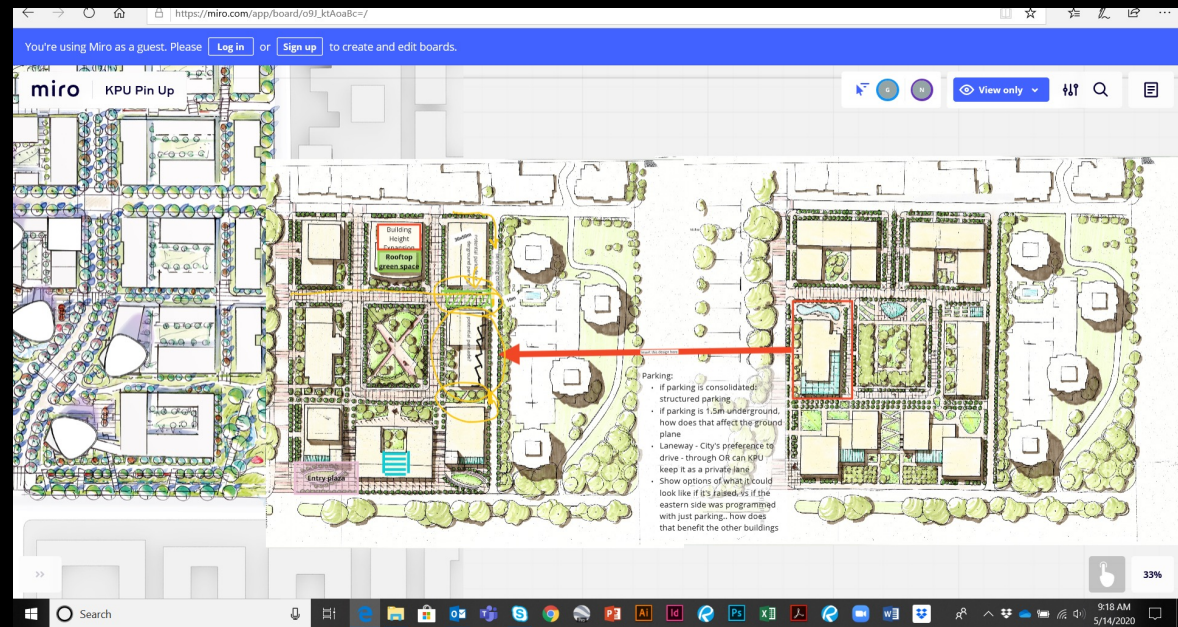 https://miro.com/app/board/o9J_ktAoaBc=/
You're using Miro as a guest. Please Log in or Sign up to create and edit boards.
miro KPU Pin Up
G
N
View only
Building
Height
Expansion
Rooftop
green space
Entry plaza
Parking:
• if parking is consolidated:
structured parking
• if parking is 1.5m underground,
how does that affect the ground
plane
• Laneway - City's preference to
drive - through OR can KPU
keep it as a private lane
• Show options of what it could
look like if it's raised, vs if the
eastern side was programmed
with just parking.. how does
that benefit the other buildings
33%
Search
9:18 AM
5/14/2020